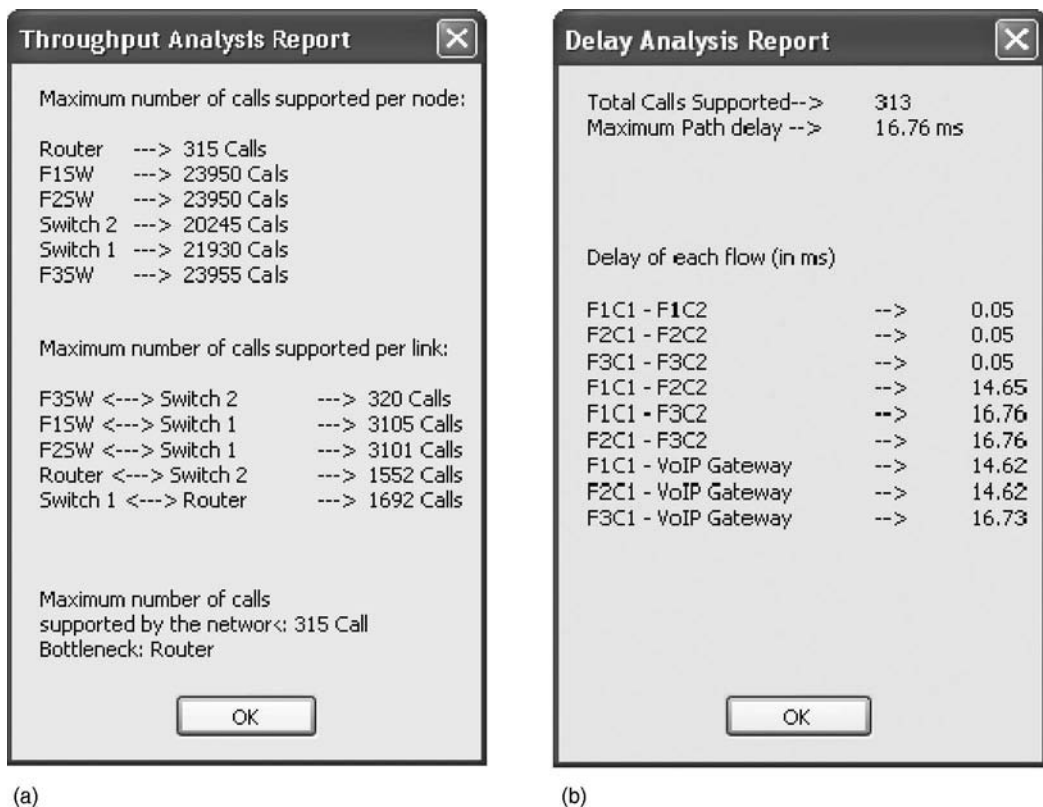 Throughput Analysis Report
Maximum number of calls supported per node:
Router ---> 315 Calls
F1SW ---> 23950 Cals
F2SW ---> 23950 Cals
Switch 2 ---> 20245 Cals
Switch 1 ---> 21930 Cals
F3SW ---> 23955 Cals
Maximum number of calls supported per link:
F3SW <---> Switch 2 ---> 320 Calls
F1SW <---> Switch 1 ---> 3105 Calls
F2SW <---> Switch 1 ---> 3101 Calls
Router <---> Switch 2 ---> 1552 Calls
Switch 1 <---> Router ---> 1692 Calls
Maximum number of calls
supported by the networ<: 315 Call
Bottleneck: Router
OK
(a)
Delay Analysis Report
Total Calls Supported--> 313
Maximum Path delay --> 16.76 ms
Delay of each flow (in ms)
F1C1 - F1C2 --> 0.05
F2C1 - F2C2 --> 0.05
F3C1 - F3C2 --> 0.05
F1C1 - F2C2 --> 14.65
F1C1 - F3C2 --> 16.76
F2C1 - F3C2 --> 16.76
F1C1 - VoIP Gateway --> 14.62
F2C1 - VoIP Gateway --> 14.62
F3C1 - VoIP Gateway --> 16.73
OK
(b)